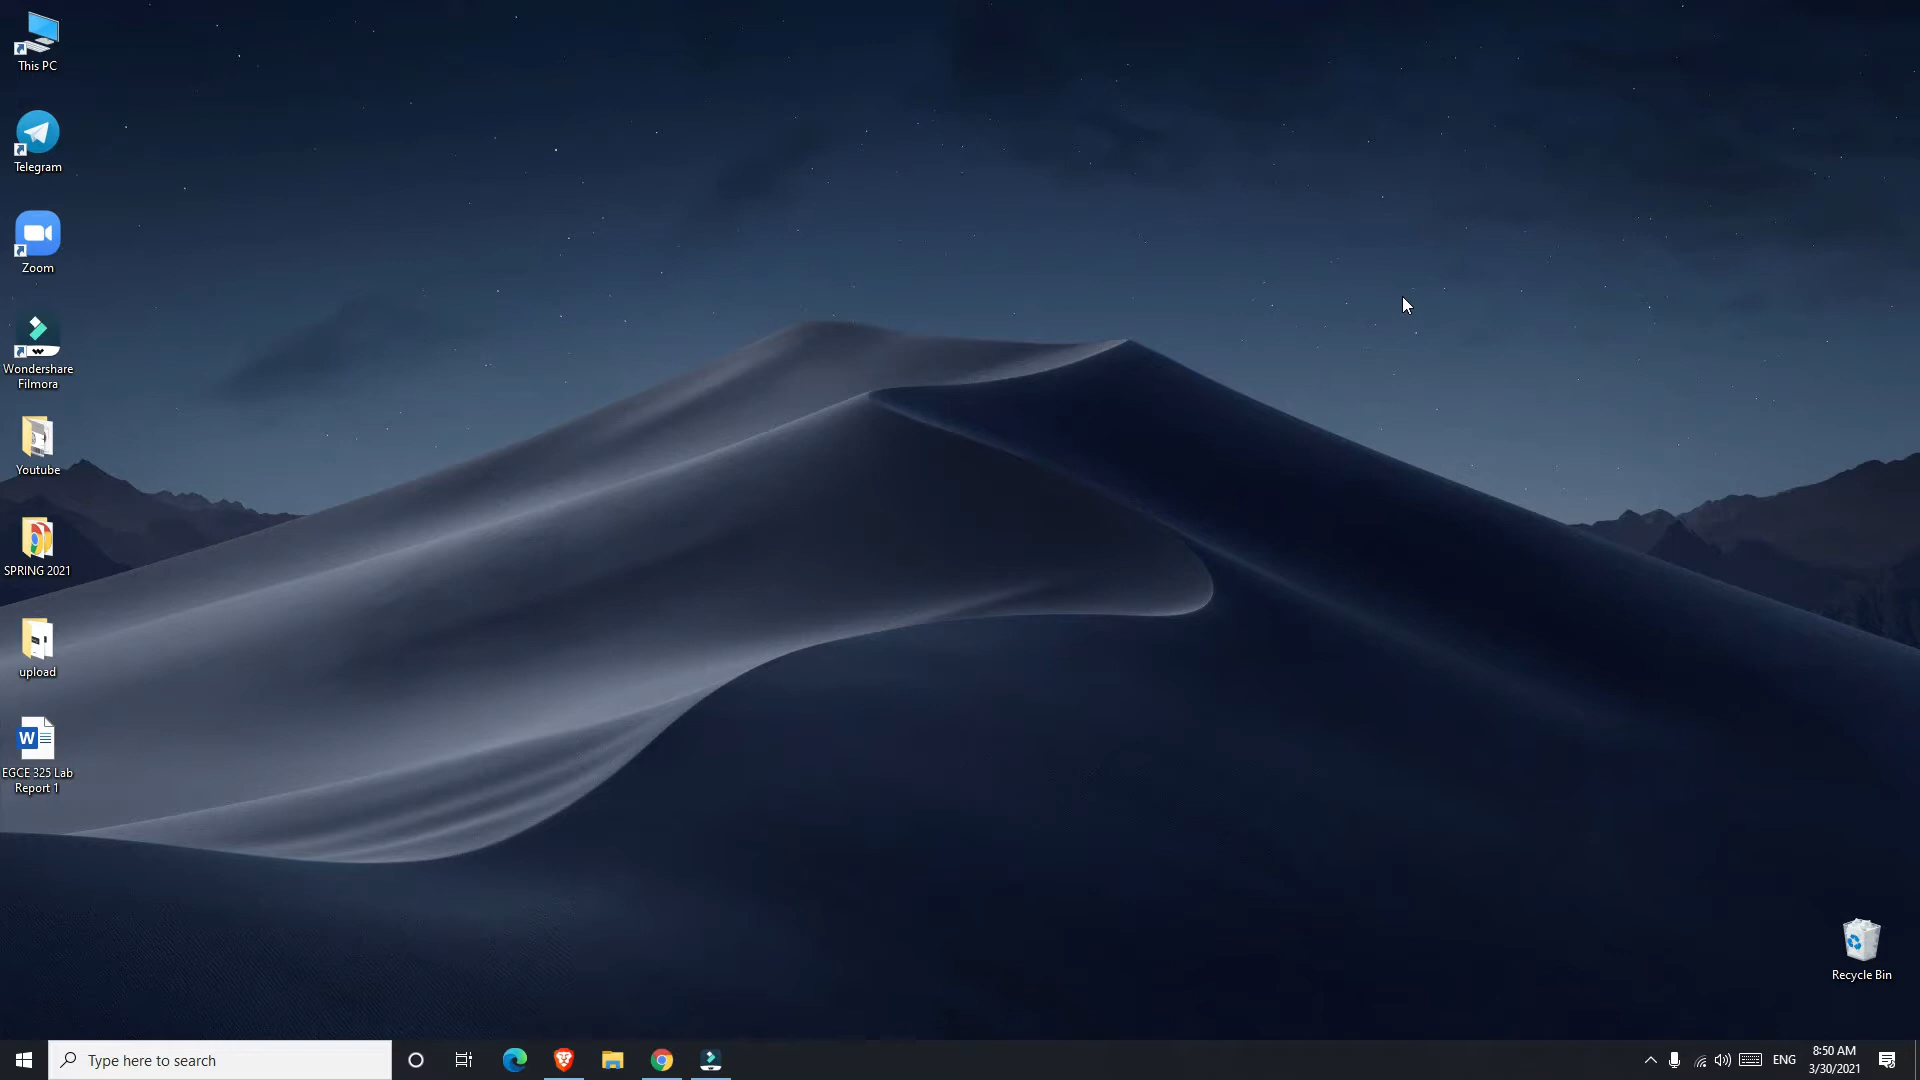 This PC
Telegram
Zoom
Wondershare
Filmora
Youtube
SPRING 2021
upload
W
EGCE 325 Lab
Report 1
Recycle Bin
Type here to search
ENG
8:50 AM
3/30/2021